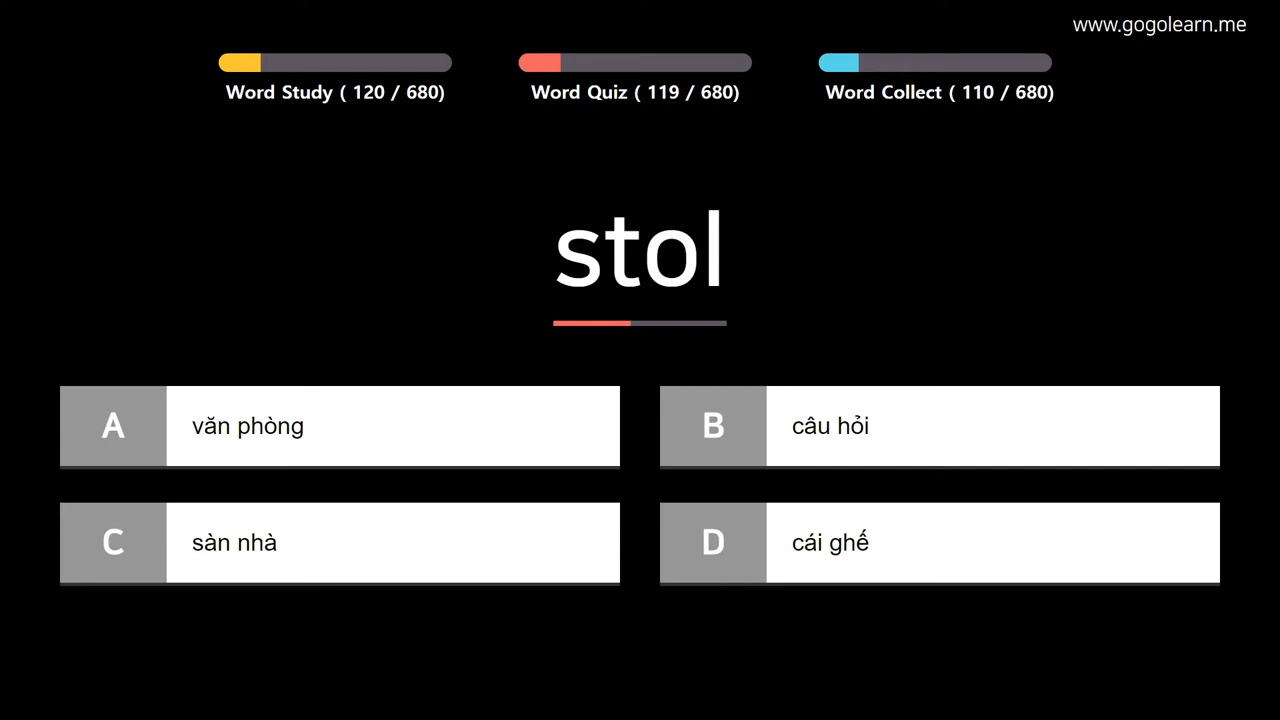 www.gogolearn.me
Word Study ( 120 / 680)
Word Quiz ( 119 / 680)
Word Collect ( 110 / 680)
stol
A văn phòng
B câu hỏi
C sàn nhà
D cái ghế